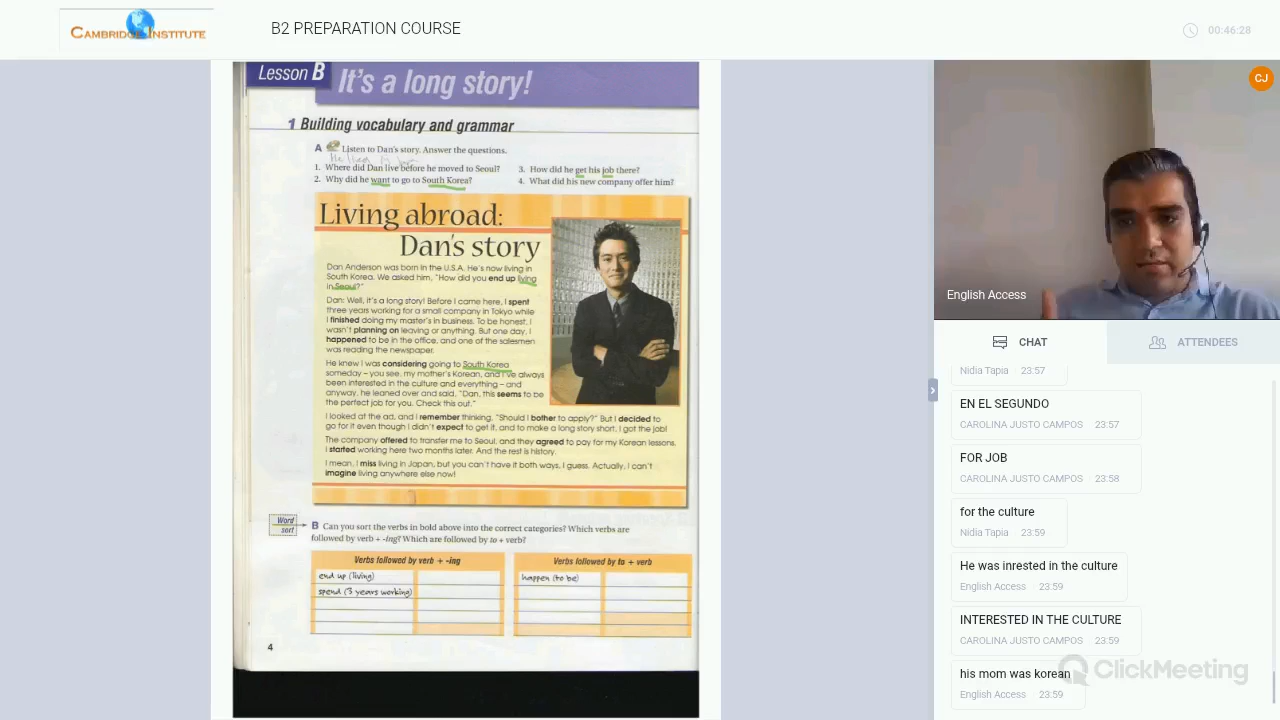 CAMBRIDGE INSTITUTE
B2 PREPARATION COURSE
00:46:28
Lesson B
It's a long story!
1 Building vocabulary and grammar
A Listen to Dan's story. Answer the questions.
1. Where did Dan live before he moved to Seoul?
2. Why did he want to go to South Korea?
3. How did he get his job there?
4. What did his new company offer him?
Living abroad:
Dan's story
Dan Anderson was born in the U.S.A. He's now living in
South Korea. We asked him, "How did you end up living
in Seoul?"
Dan: Well, it's a long story! Before I came here, I spent
three years working for a small company in Tokyo while
I finished doing my master's in business. To be honest, I
wasn't planning on leaving or anything. But one day, I
happened to be in the office, and one of the salesmen
was reading the newspaper.
He knew I was considering going to South Korea
someday – you see, my mother's Korean, and I've always
been interested in the culture and everything – and
anyway, he leaned over and said, "Dan, this seems to be
the perfect job for you. Check this out."
I looked at the ad, and I remember thinking, "Should I bother to apply?" But I decided to
go for it even though I didn't expect to get it, and to make a long story short, I got the job!
The company offered to transfer me to Seoul, and they agreed to pay for my Korean lessons.
I started working here two months later. And the rest is history.
I mean, I miss living in Japan, but you can't have it both ways, I guess. Actually, I can't
imagine living anywhere else now!
Word
sort
B Can you sort the verbs in bold above into the correct categories? Which verbs are
followed by verb + -ing? Which are followed by to + verb?
Verbs followed by verb + -ing
end up (living)
spend (3 years working)
Verbs followed by to + verb
happen (to be)
4
CJ
English Access
CHAT
ATTENDEES
Nidia Tapia 23:57
EN EL SEGUNDO
CAROLINA JUSTO CAMPOS 23:57
FOR JOB
CAROLINA JUSTO CAMPOS 23:58
for the culture
Nidia Tapia 23:59
He was inrested in the culture
English Access 23:59
INTERESTED IN THE CULTURE
CAROLINA JUSTO CAMPOS 23:59
his mom was korean
English Access 23:59
ClickMeeting